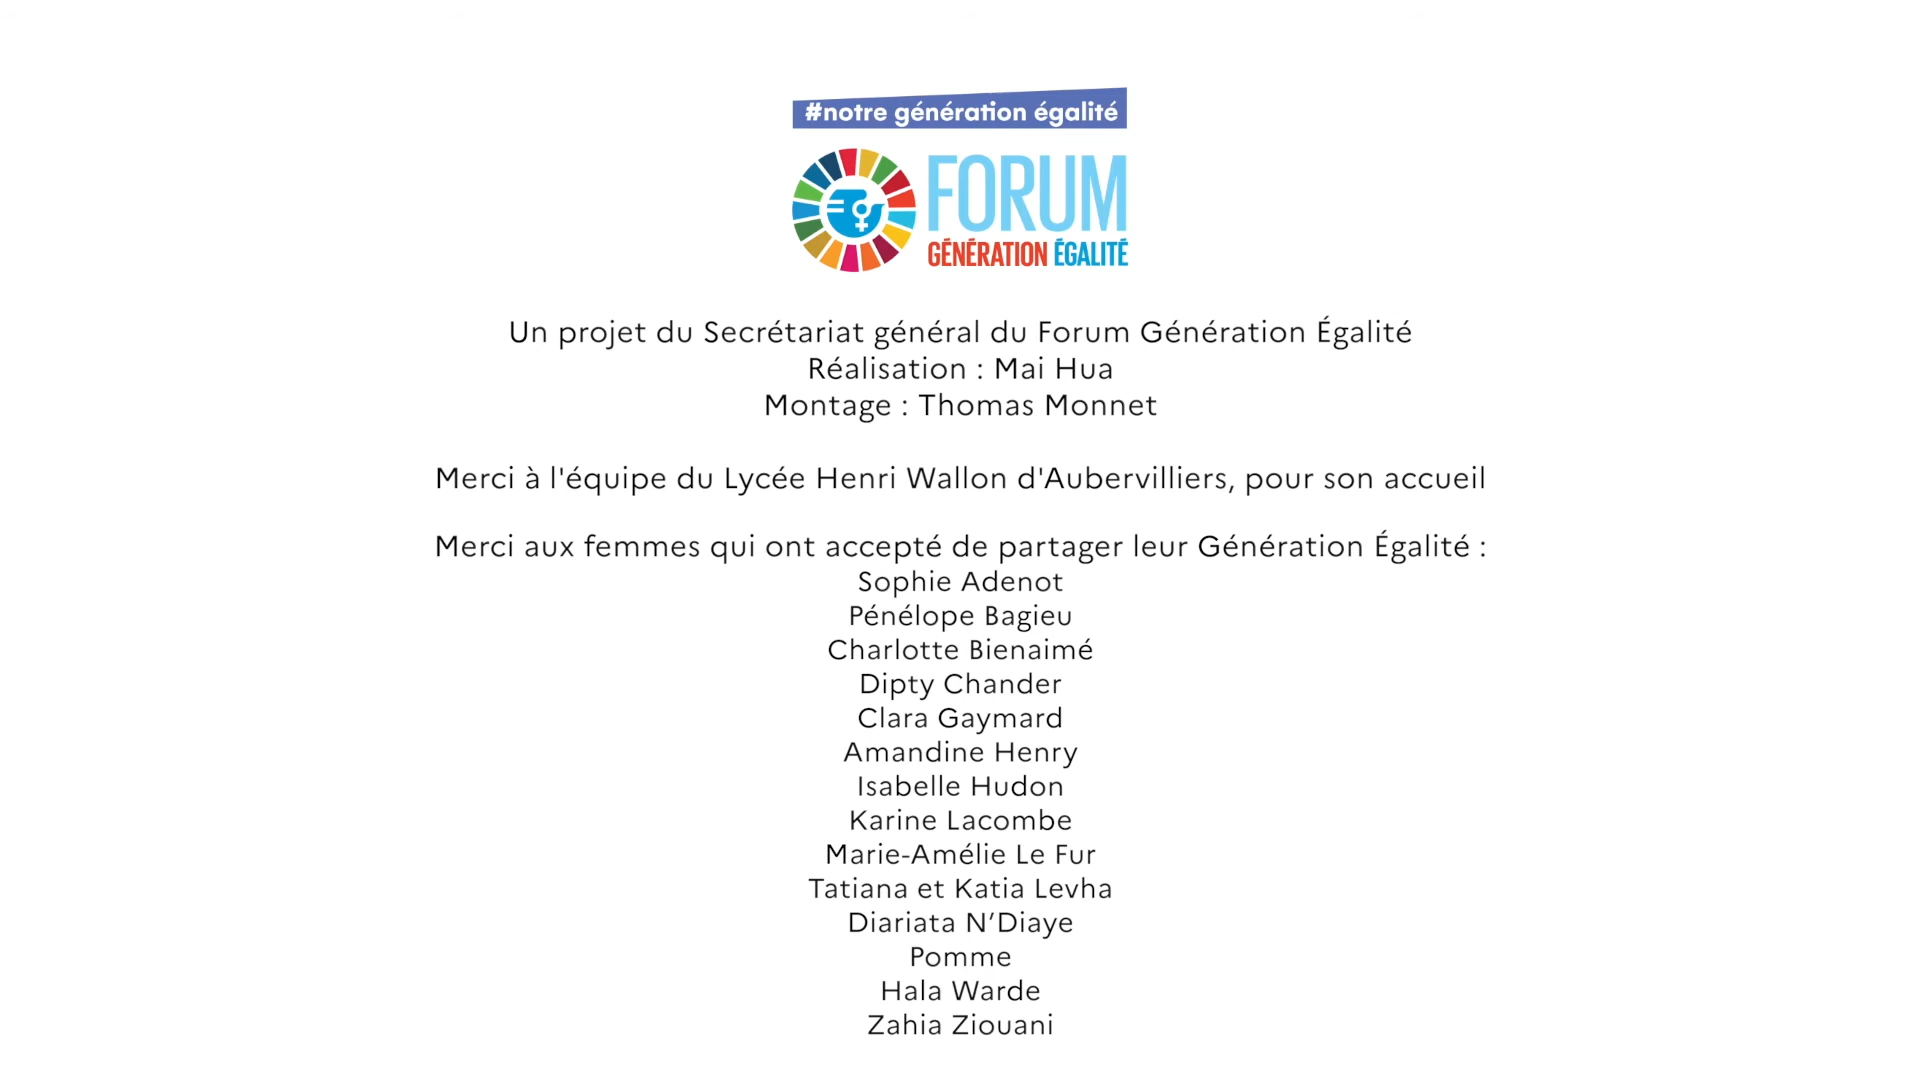 #notre génération égalité
FORUM
GÉNÉRATION ÉGALITÉ
Un projet du Secrétariat général du Forum Génération Égalité
Réalisation : Mai Hua
Montage : Thomas Monnet
Merci à l'équipe du Lycée Henri Wallon d'Aubervilliers, pour son accueil
Merci aux femmes qui ont accepté de partager leur Génération Égalité :
Sophie Adenot
Pénélope Bagieu
Charlotte Bienaimé
Dipty Chander
Clara Gaymard
Amandine Henry
Isabelle Hudon
Karine Lacombe
Marie-Amélie Le Fur
Tatiana et Katia Levha
Diariata N’Diaye
Pomme
Hala Warde
Zahia Ziouani